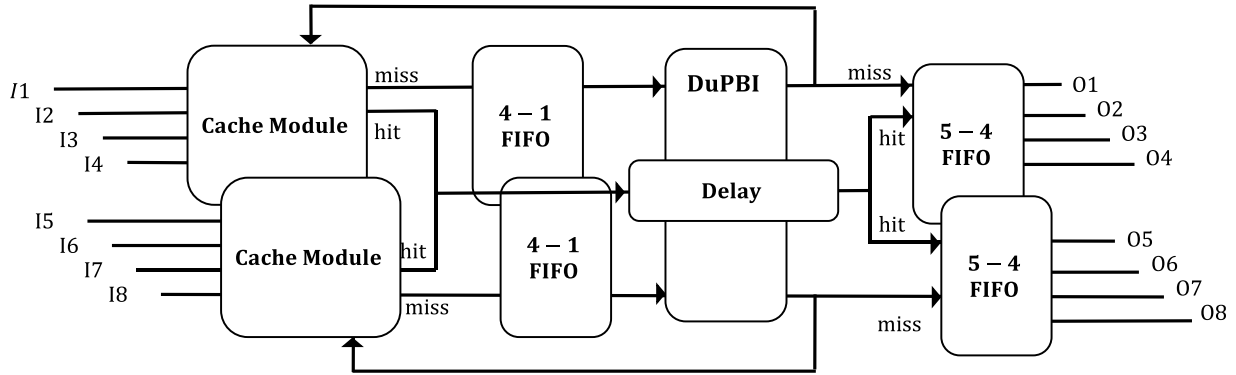 I1
I2
I3
I4
Cache Module
miss
hit
4 – 1
FIFO
DuPBI
miss
hit
5 – 4
FIFO
O1
O2
O3
O4
Delay
I5
I6
I7
I8
Cache Module
hit
miss
4 – 1
FIFO
hit
miss
5 – 4
FIFO
O5
O6
O7
O8